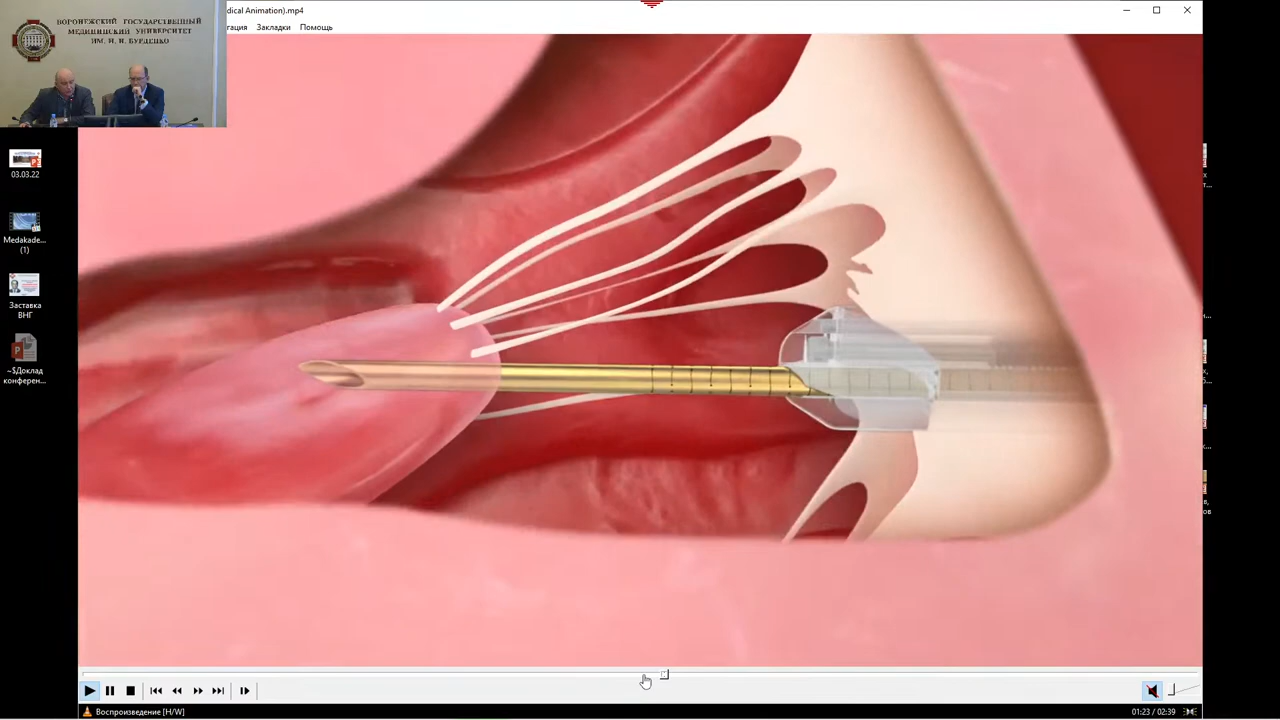 ВОРОНЕЖСКИЙ ГОСУДАРСТВЕННЫЙ
МЕДИЦИНСКИЙ УНИВЕРСИТЕТ
ИМ. Н. Н. БУРДЕНКО
dical Animation).mp4
гация Закладки Помощь
03.03.22
Medakade...
(1)
Заставка
ВНГ
~$Доклад
конферен...
Воспроизведение [H/W]
01:23 / 02:39